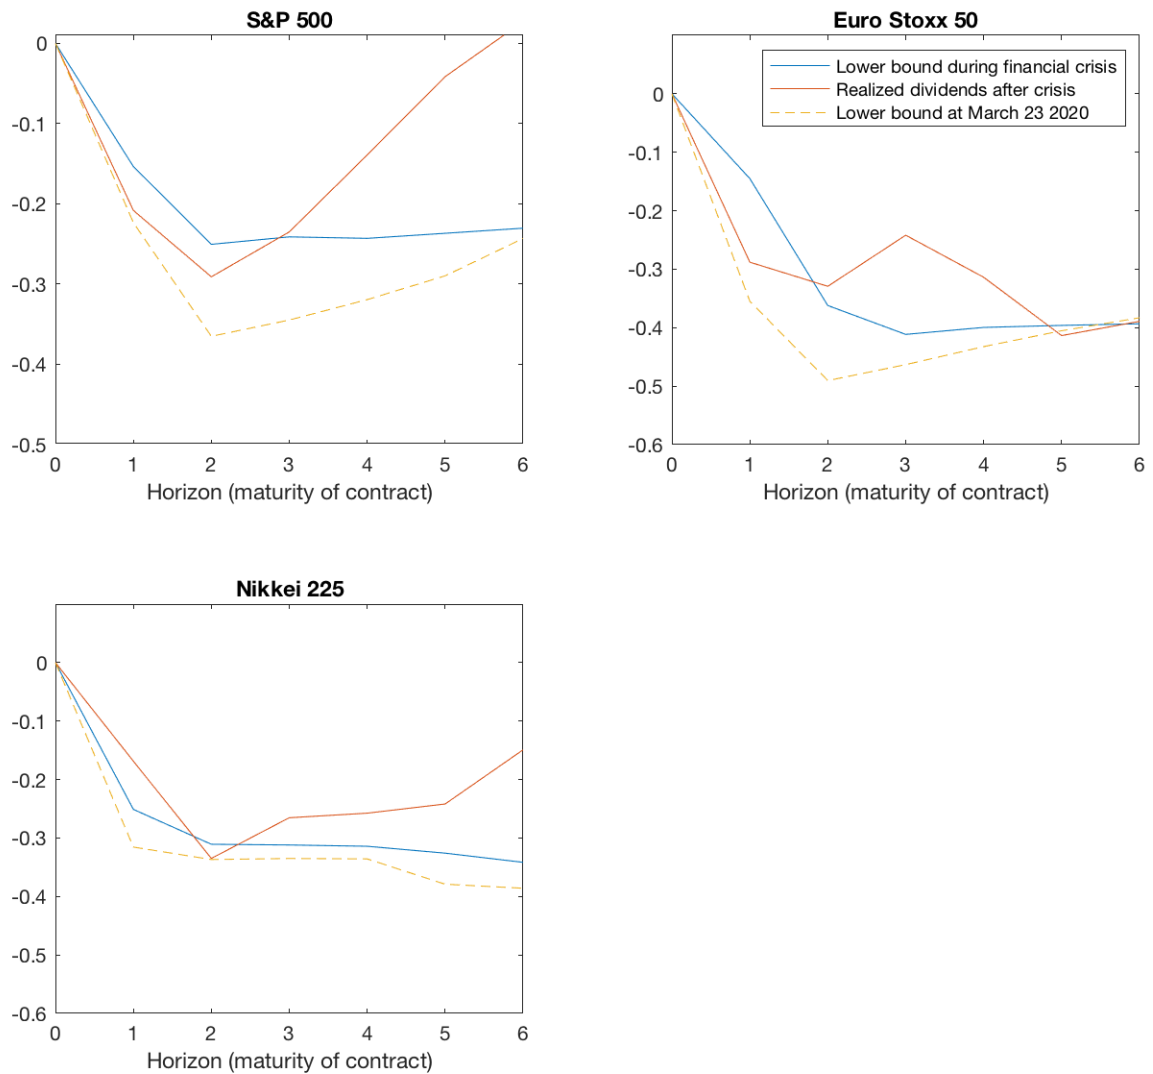 S&P 500
0
-0.1
-0.2
-0.3
-0.4
-0.5
0 1 2 3 4 5 6
Horizon (maturity of contract)
Euro Stoxx 50
Lower bound during financial crisis
Realized dividends after crisis
Lower bound at March 23 2020
0
-0.1
-0.2
-0.3
-0.4
-0.5
-0.6
0 1 2 3 4 5 6
Horizon (maturity of contract)
Nikkei 225
0
-0.1
-0.2
-0.3
-0.4
-0.5
-0.6
0 1 2 3 4 5 6
Horizon (maturity of contract)